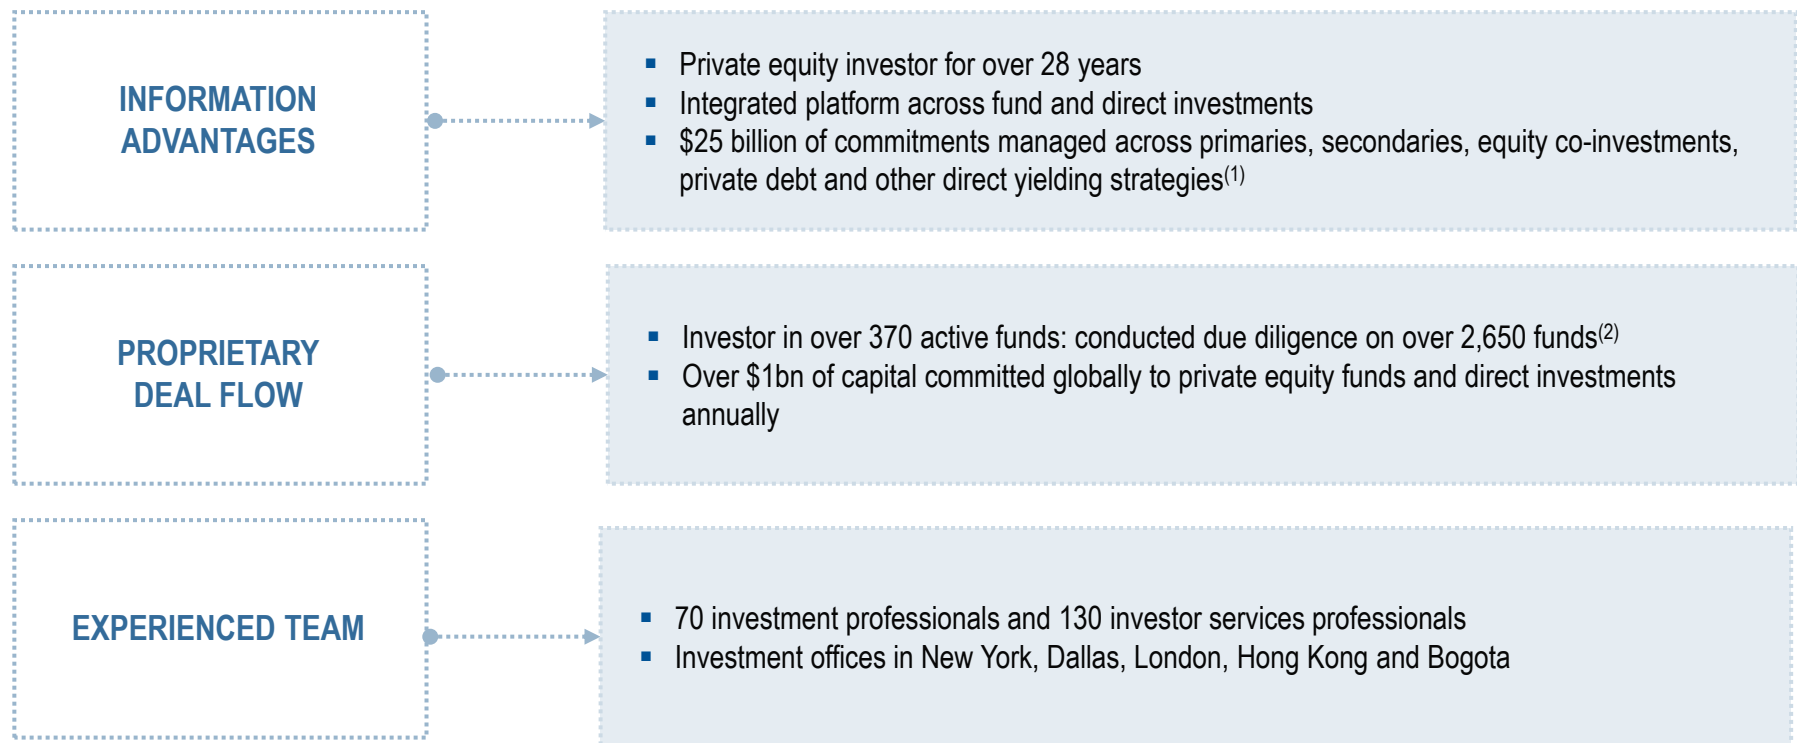 INFORMATION
ADVANTAGES
▪ Private equity investor for over 28 years
▪ Integrated platform across fund and direct investments
▪ $25 billion of commitments managed across primaries, secondaries, equity co-investments,
private debt and other direct yielding strategies(1)
PROPRIETARY
DEAL FLOW
▪ Investor in over 370 active funds: conducted due diligence on over 2,650 funds(2)
▪ Over $1bn of capital committed globally to private equity funds and direct investments
annually
EXPERIENCED TEAM
▪ 70 investment professionals and 130 investor services professionals
▪ Investment offices in New York, Dallas, London, Hong Kong and Bogota